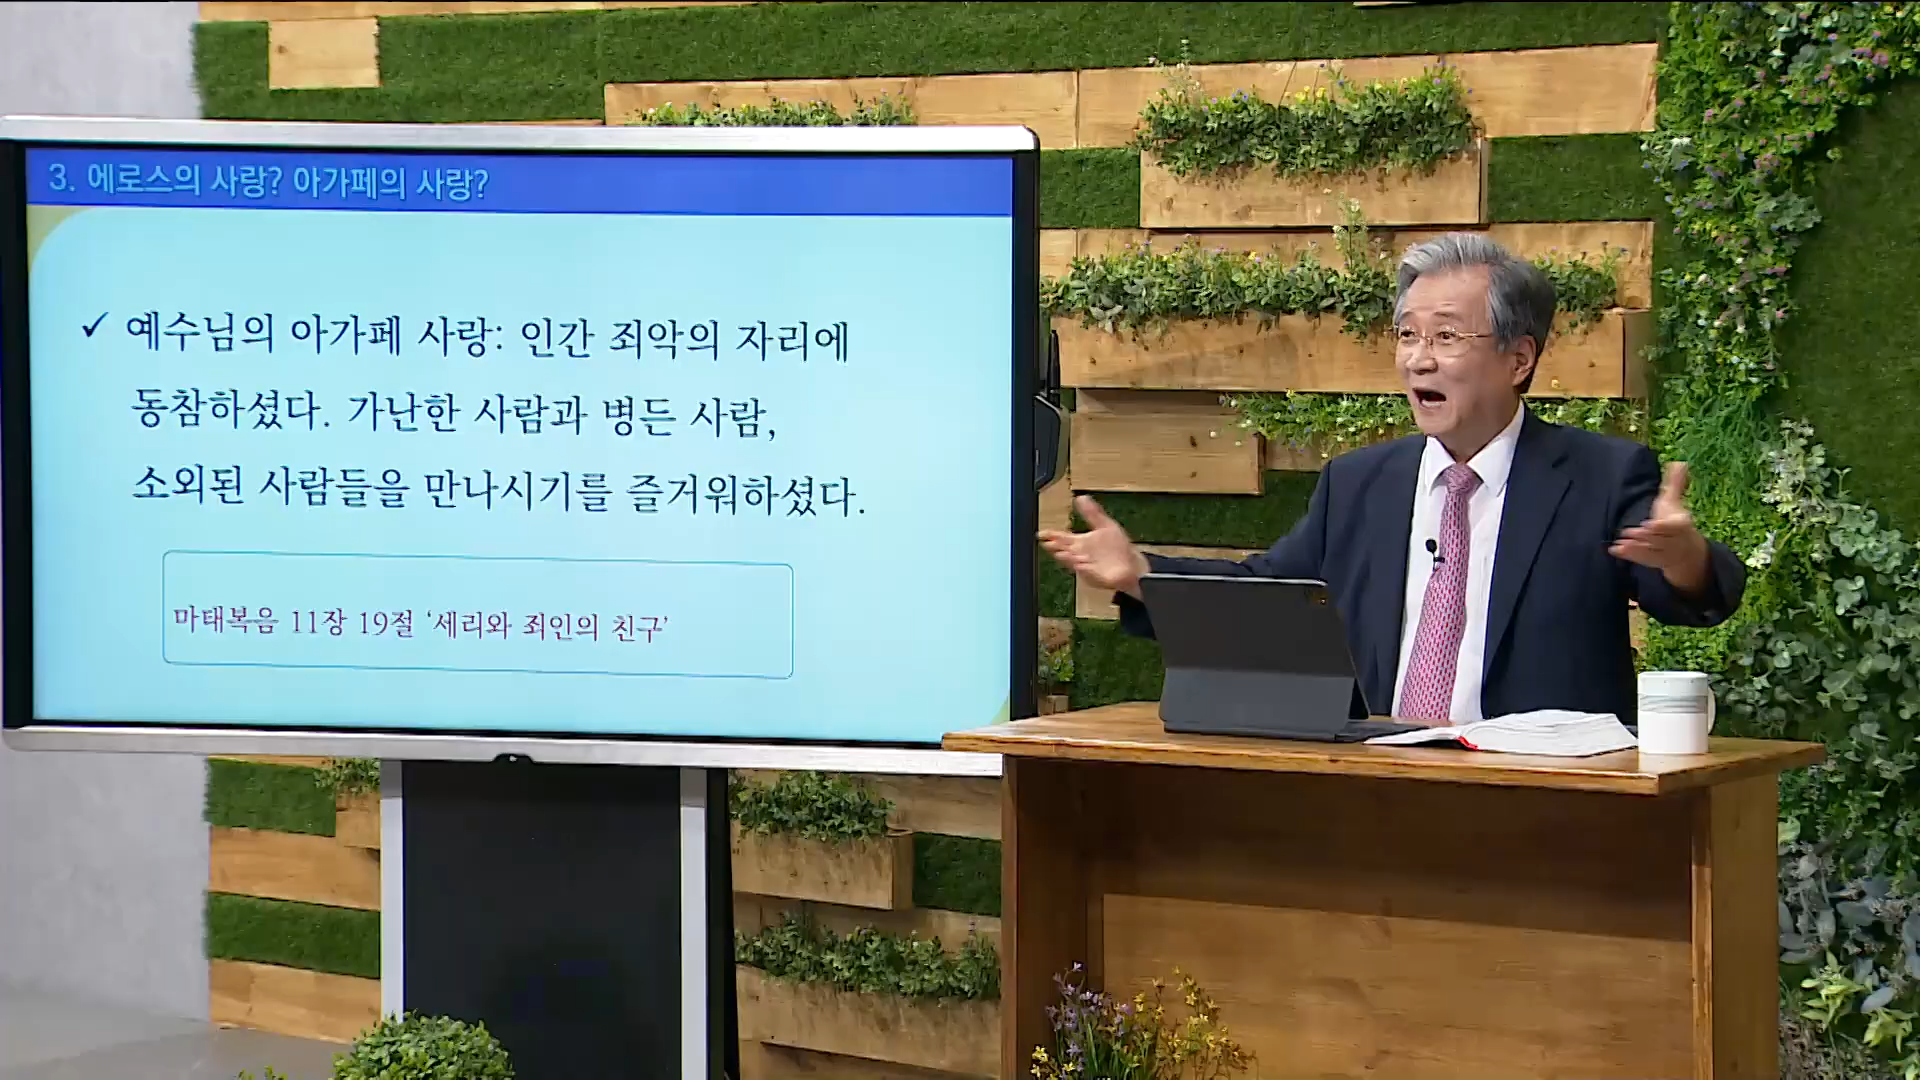 3. 에로스의 사랑? 아가페의 사랑?
✓ 예수님의 아가페 사랑: 인간 죄악의 자리에
동참하셨다. 가난한 사람과 병든 사람,
소외된 사람들을 만나시기를 즐거워하셨다.
마태복음 11장 19절 ‘세리와 죄인의 친구’